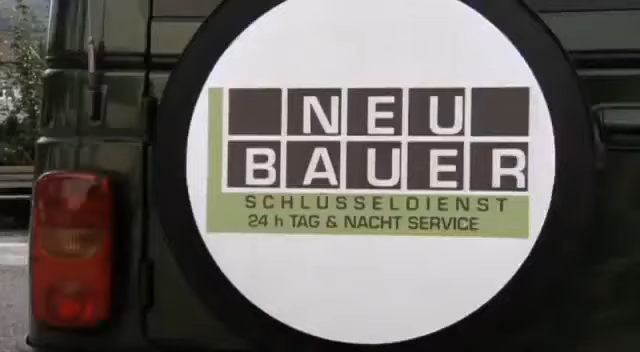 NEU
BAUER
SCHLÜSSELDIENST
24 h TAG & NACHT SERVICE